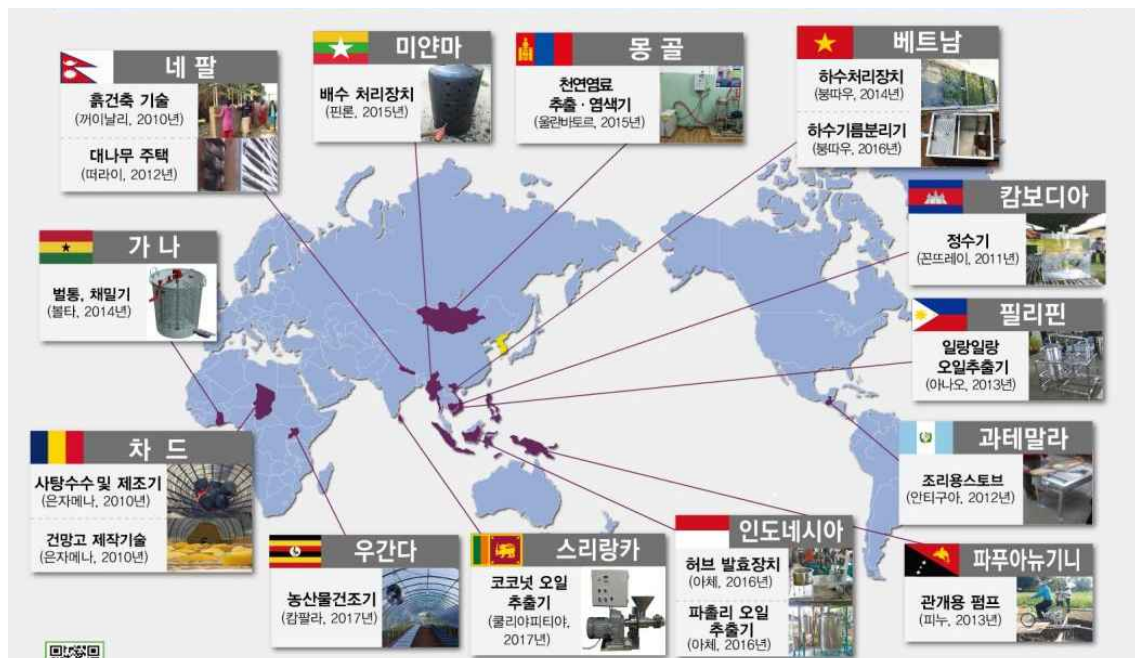 네 팔
흙건축 기술
(꺼이날리, 2010년)
대나무 주택
(떠라이, 2012년)
미얀마
배수 처리장치
(핀론, 2015년)
몽 골
천연염료
추출 · 염색기
(울란바토르, 2015년)
베트남
하수처리장치
(붕따우, 2014년)
하수기름분리기
(붕따우, 2016년)
캄보디아
정수기
(꼰뜨레이, 2011년)
가 나
벌통, 채밀기
(볼타, 2014년)
필리핀
일랑일랑
오일추출기
(아나오, 2013년)
차 드
사탕수수 및 제조기
(은자메나, 2010년)
건망고 제작기술
(은자메나, 2010년)
과테말라
조리용스토브
(안티구아, 2012년)
우간다
농산물건조기
(캄팔라, 2017년)
스리랑카
코코넛 오일
추출기
(쿨리야피티야,
2017년)
인도네시아
허브 발효장치
(아체, 2016년)
파촐리 오일
추출기
(아체, 2016년)
파푸아뉴기니
관개용 펌프
(피누, 2013년)